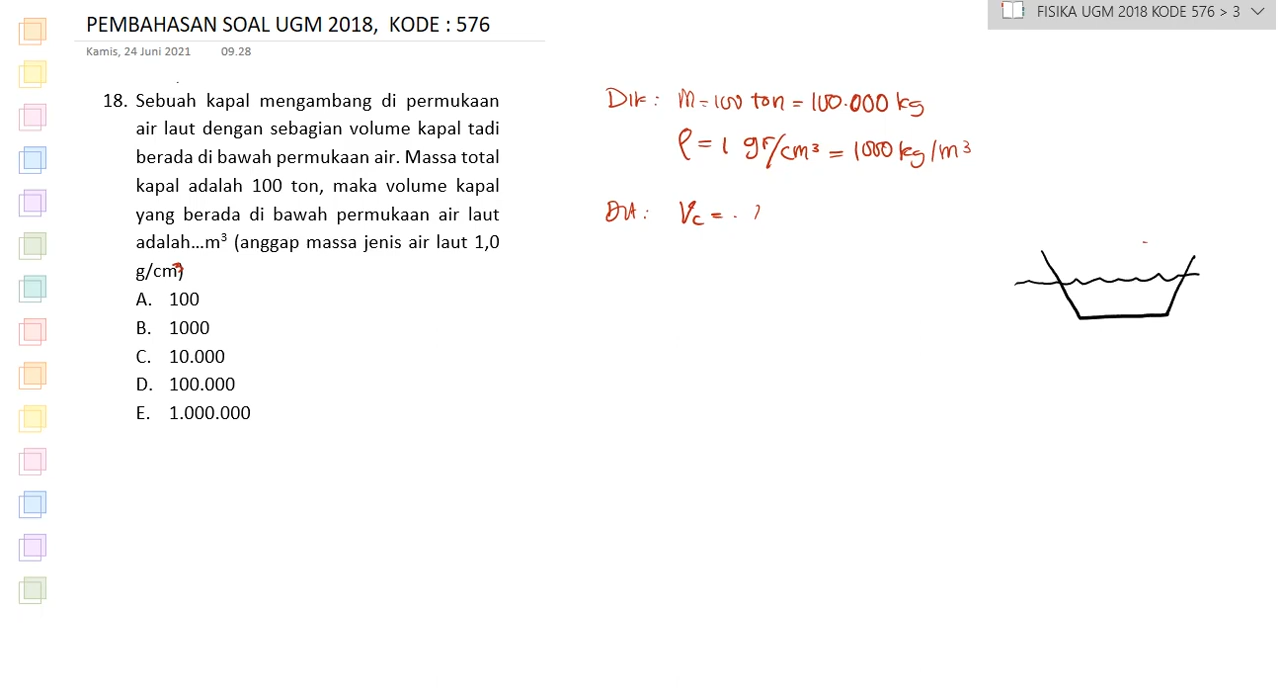 PEMBAHASAN SOAL UGM 2018, KODE : 576
Kamis, 24 Juni 2021 09.28
FISIKA UGM 2018 KODE 576 > 3
18. Sebuah kapal mengambang di permukaan
air laut dengan sebagian volume kapal tadi
berada di bawah permukaan air. Massa total
kapal adalah 100 ton, maka volume kapal
yang berada di bawah permukaan air laut
adalah...m³ (anggap massa jenis air laut 1,0
g/cm³)
A. 100
B. 1000
C. 10.000
D. 100.000
E. 1.000.000
Dik : m = 100 ton = 100.000 kg
ρ = 1 gr/cm³ = 1000 kg/m³
Dit : Vc = . ?